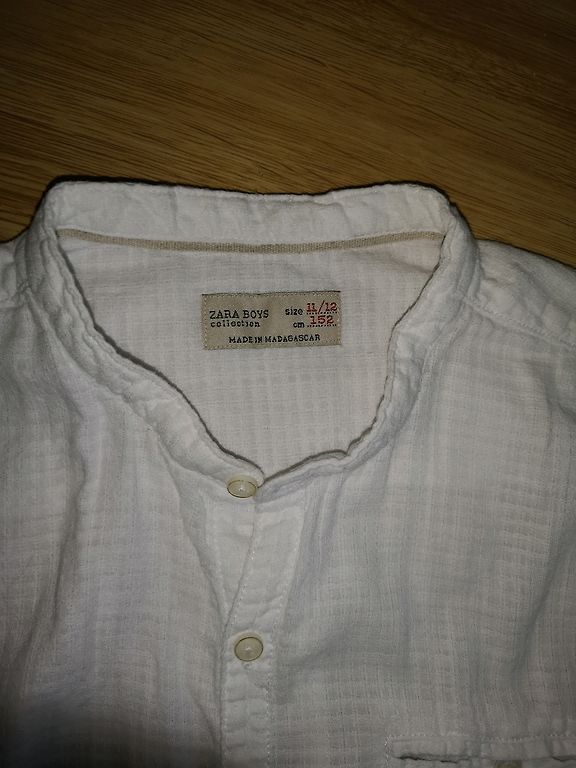 ZARA BOYS size 11/12
collection cm 152
MADE IN MADAGASCAR